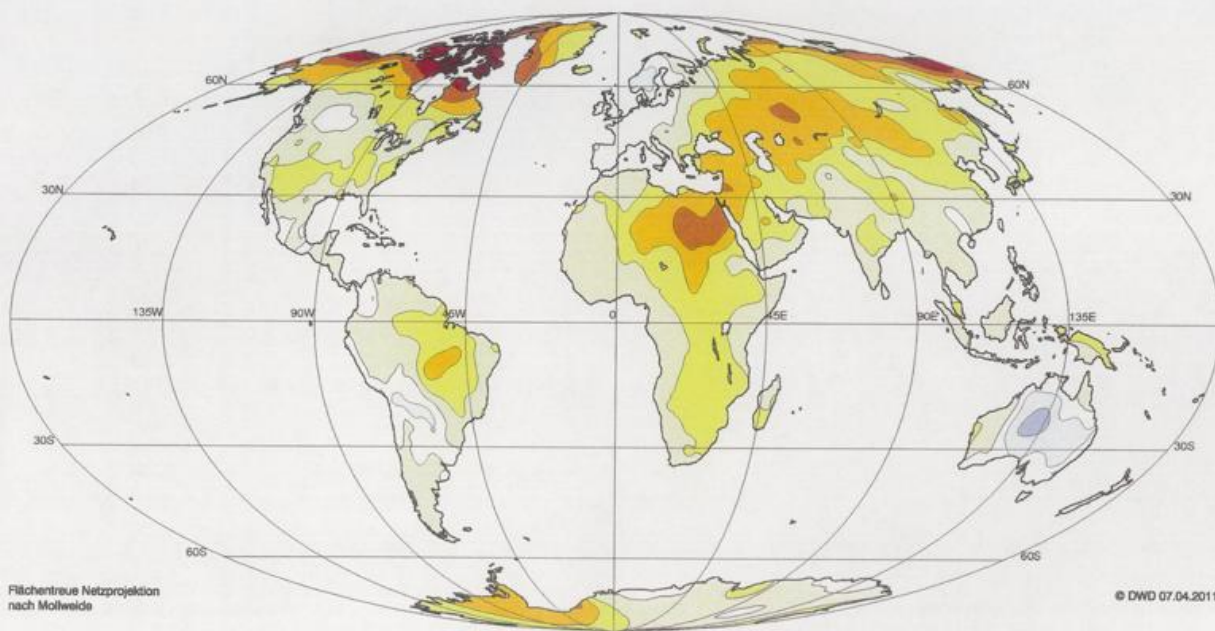 60N
60N
30N
30N
135W
90W
45W
0
45E
90E
135E
30S
30S
60S
60S
Flächentreue Netzprojektion
nach Mollweide
© DWD 07.04.2011